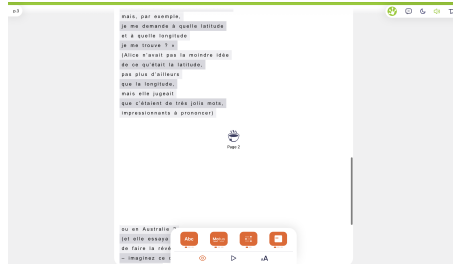 p3
mais, par exemple,
je me demande à quelle latitude
et à quelle longitude
je me trouve ? »
(Alice n'avait pas la moindre idée
de ce qu'était la latitude,
pas plus d'ailleurs
que la longitude,
mais elle jugeait
que c'étaient de très jolis mots,
impressionnants à prononcer)
Page 2
ou en Australie
(et elle essaya
de faire la révé
– imaginez ce
Abc
AA